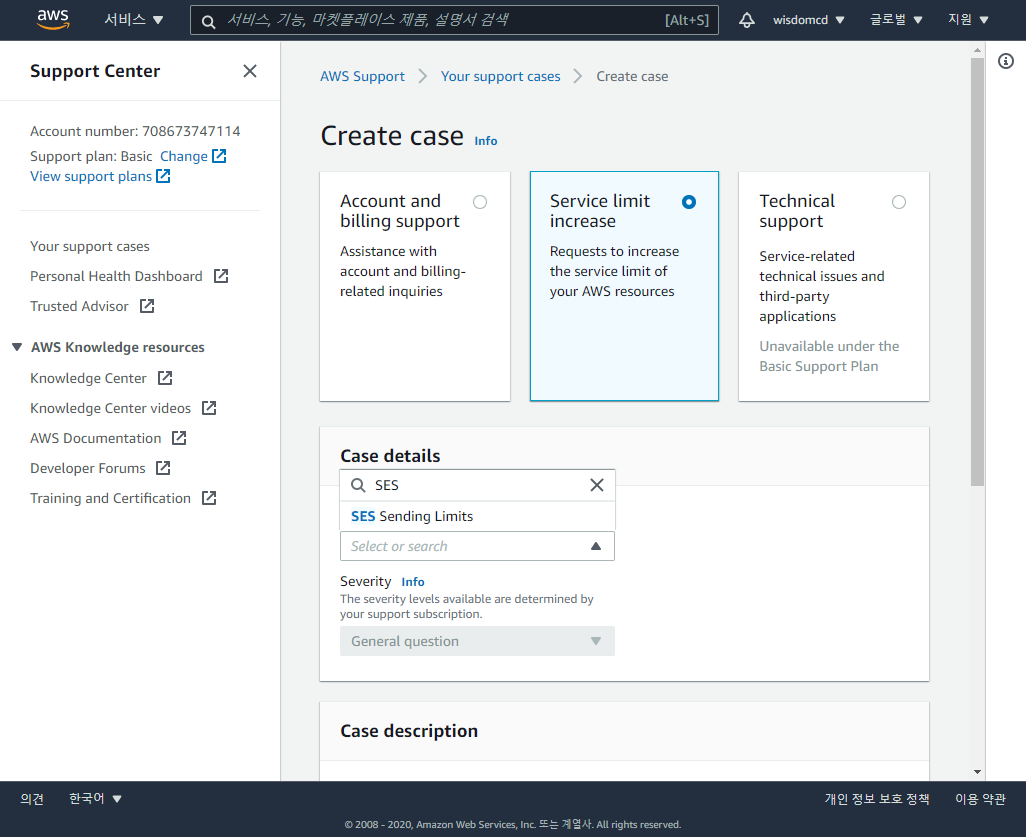 aws
서비스
서비스, 기능, 마켓플레이스 제품, 설명서 검색
[Alt+S]
wisdomcd
글로벌
지원
Support Center
Account number: 708673747114
Support plan: Basic Change
View support plans
Your support cases
Personal Health Dashboard
Trusted Advisor
AWS Knowledge resources
Knowledge Center
Knowledge Center videos
AWS Documentation
Developer Forums
Training and Certification
AWS Support
Your support cases
Create case
Create case Info
Account and
billing support
Assistance with
account and billing-
related inquiries
Service limit
increase
Requests to increase
the service limit of
your AWS resources
Technical
support
Service-related
technical issues and
third-party
applications
Unavailable under the
Basic Support Plan
Case details
SES
SES Sending Limits
Select or search
Severity Info
The severity levels available are determined by
your support subscription.
General question
Case description
의견
한국어
개인 정보 보호 정책
이용 약관
© 2008 - 2020, Amazon Web Services, Inc. 또는 계열사. All rights reserved.